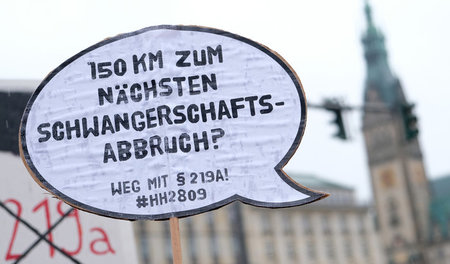 150 KM ZUM
NÄCHSTEN
SCHWANGERSCHAFTS-
ABBRUCH?
WEG MIT § 219A!
#HH2809
219a